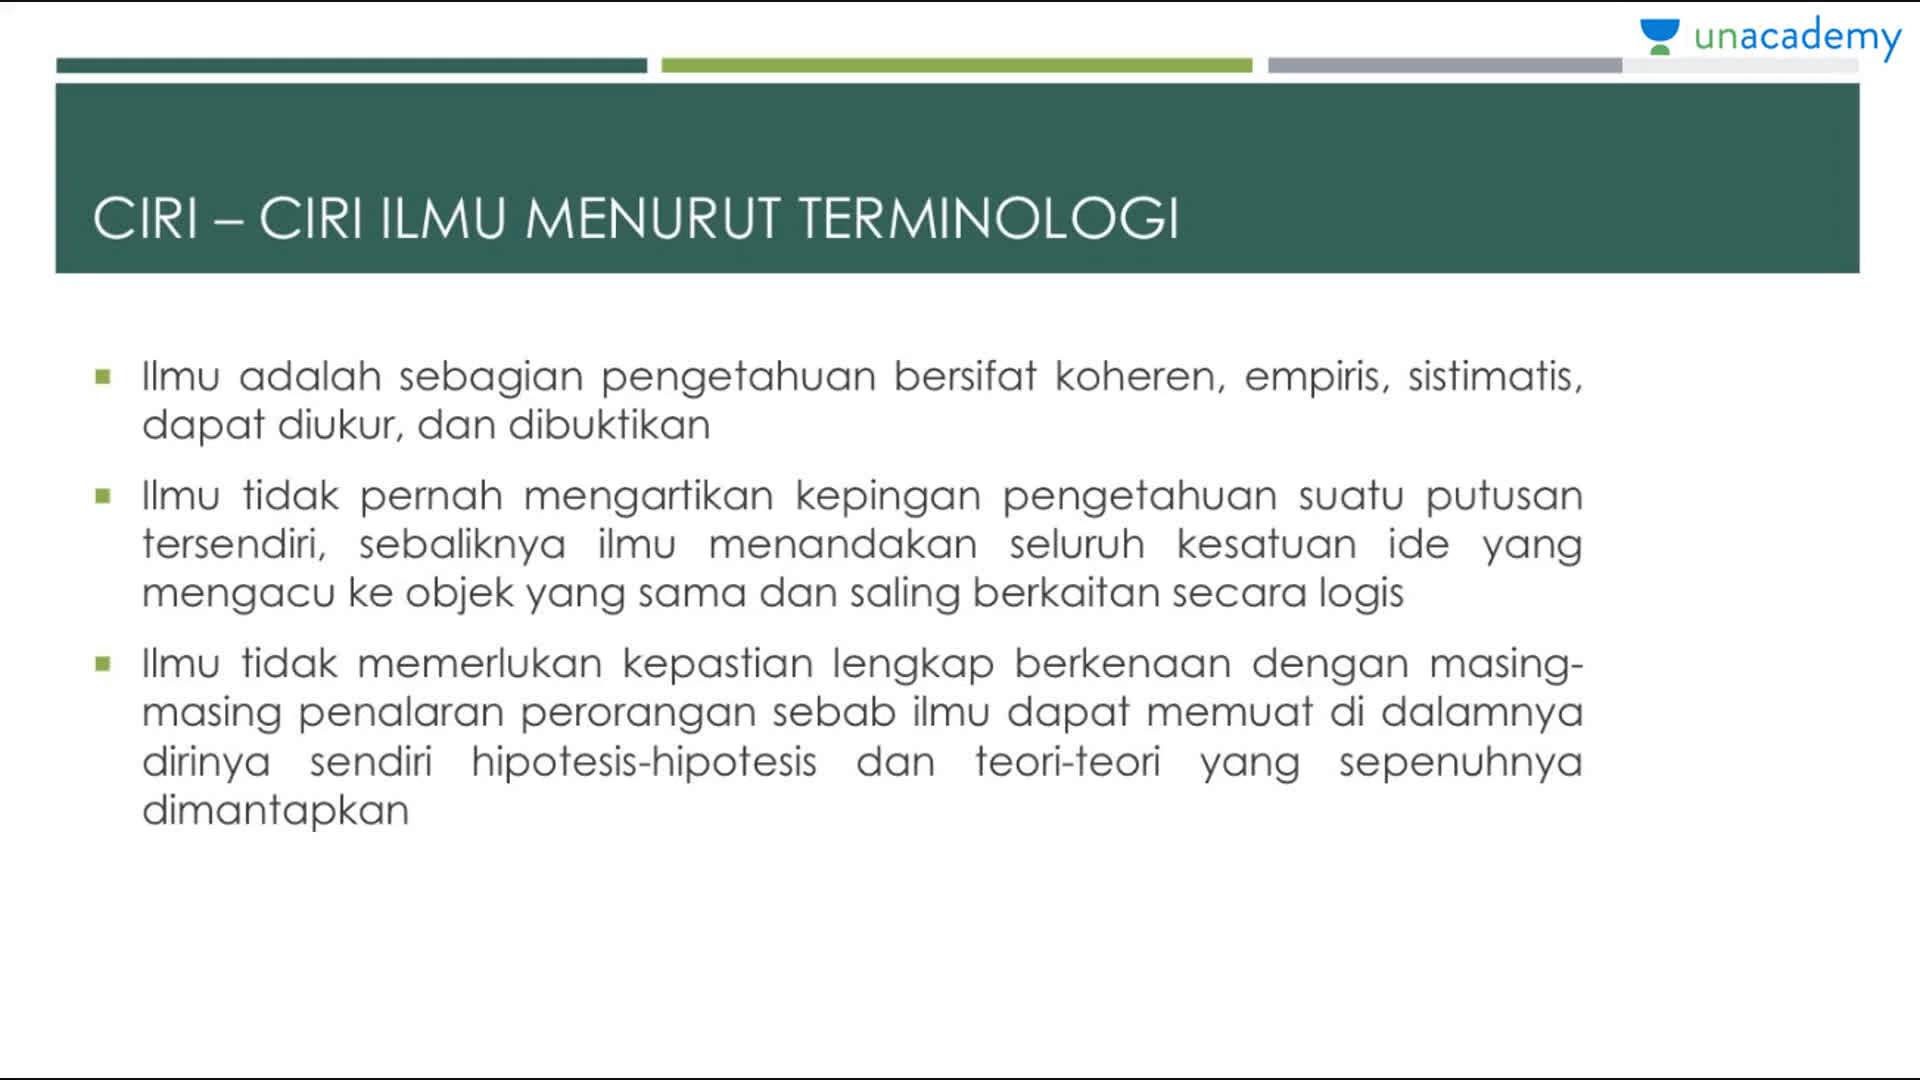 unacademy
CIRI – CIRI ILMU MENURUT TERMINOLOGI
Ilmu adalah sebagian pengetahuan bersifat koheren, empiris, sistimatis,
dapat diukur, dan dibuktikan
Ilmu tidak pernah mengartikan kepingan pengetahuan suatu putusan
tersendiri, sebaliknya ilmu menandakan seluruh kesatuan ide yang
mengacu ke objek yang sama dan saling berkaitan secara logis
Ilmu tidak memerlukan kepastian lengkap berkenaan dengan masing-
masing penalaran perorangan sebab ilmu dapat memuat di dalamnya
dirinya sendiri hipotesis-hipotesis dan teori-teori yang sepenuhnya
dimantapkan